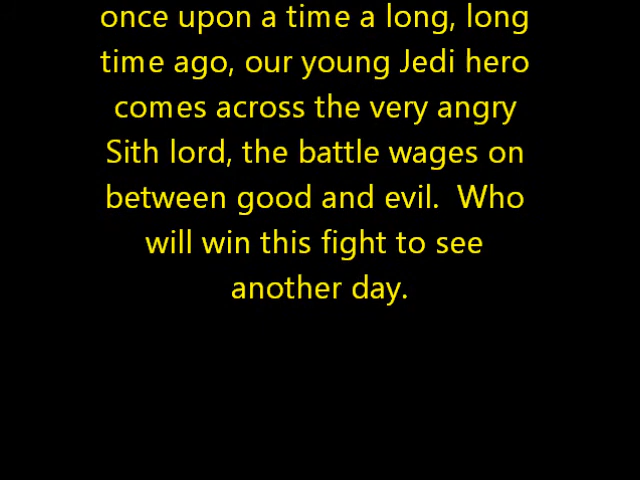 once upon a time a long, long
time ago, our young Jedi hero
comes across the very angry
Sith lord, the battle wages on
between good and evil.  Who
will win this fight to see
another day.